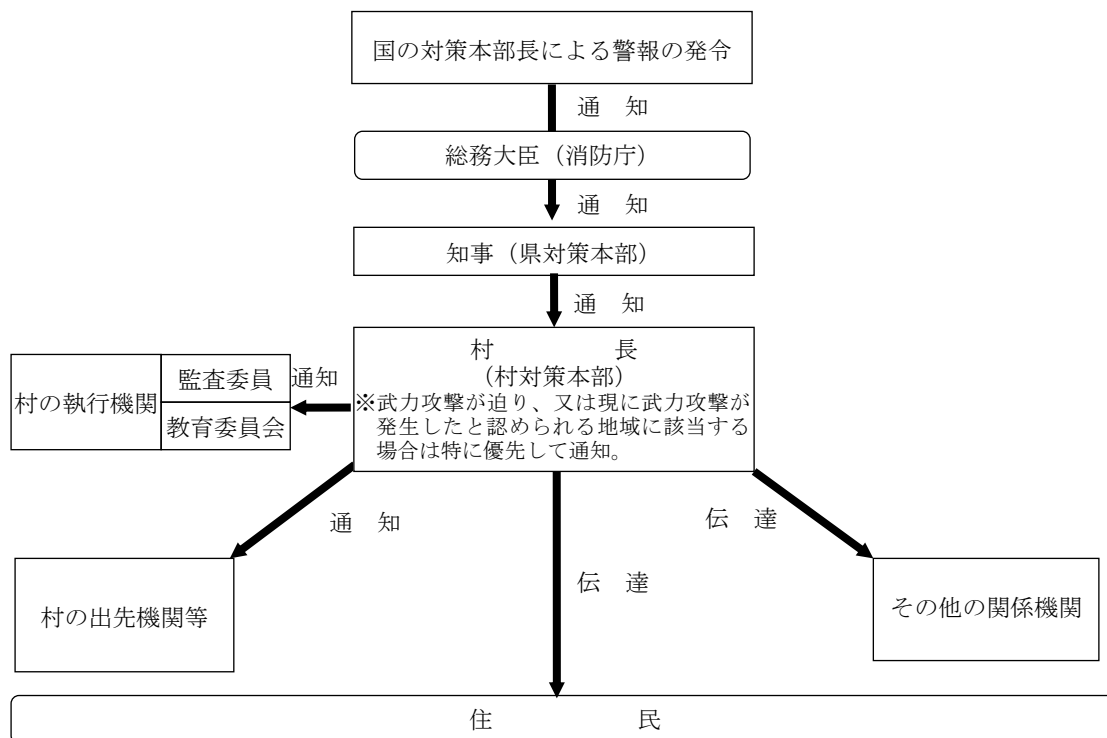 国の対策本部長による警報の発令
通　知
総務大臣（消防庁）
通　知
知事（県対策本部）
通　知
村　　　　長
（村対策本部）
※武力攻撃が迫り、又は現に武力攻撃が
発生したと認められる地域に該当する
場合は特に優先して通知。
村の執行機関
監査委員
教育委員会
通知
通　知
伝　達
伝　達
村の出先機関等
その他の関係機関
住　　　　　民